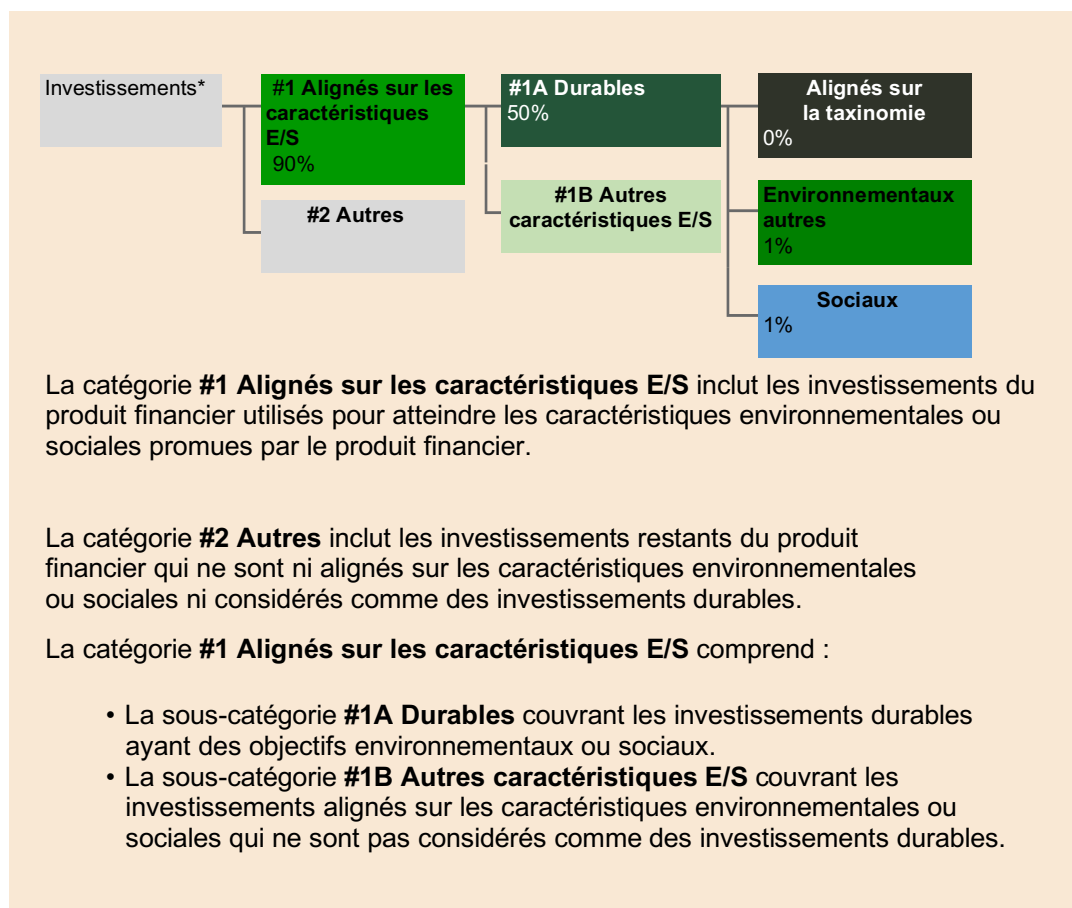 Investissements*
#1 Alignés sur les
caractéristiques
E/S
90%
#2 Autres
#1A Durables
50%
#1B Autres
caractéristiques E/S
Alignés sur
la taxinomie
0%
Environnementaux
autres
1%
Sociaux
1%
La catégorie #1 Alignés sur les caractéristiques E/S inclut les investissements du
produit financier utilisés pour atteindre les caractéristiques environnementales ou
sociales promues par le produit financier.
La catégorie #2 Autres inclut les investissements restants du produit
financier qui ne sont ni alignés sur les caractéristiques environnementales
ou sociales ni considérés comme des investissements durables.
La catégorie #1 Alignés sur les caractéristiques E/S comprend :
• La sous-catégorie #1A Durables couvrant les investissements durables
ayant des objectifs environnementaux ou sociaux.
• La sous-catégorie #1B Autres caractéristiques E/S couvrant les
investissements alignés sur les caractéristiques environnementales ou
sociales qui ne sont pas considérés comme des investissements durables.